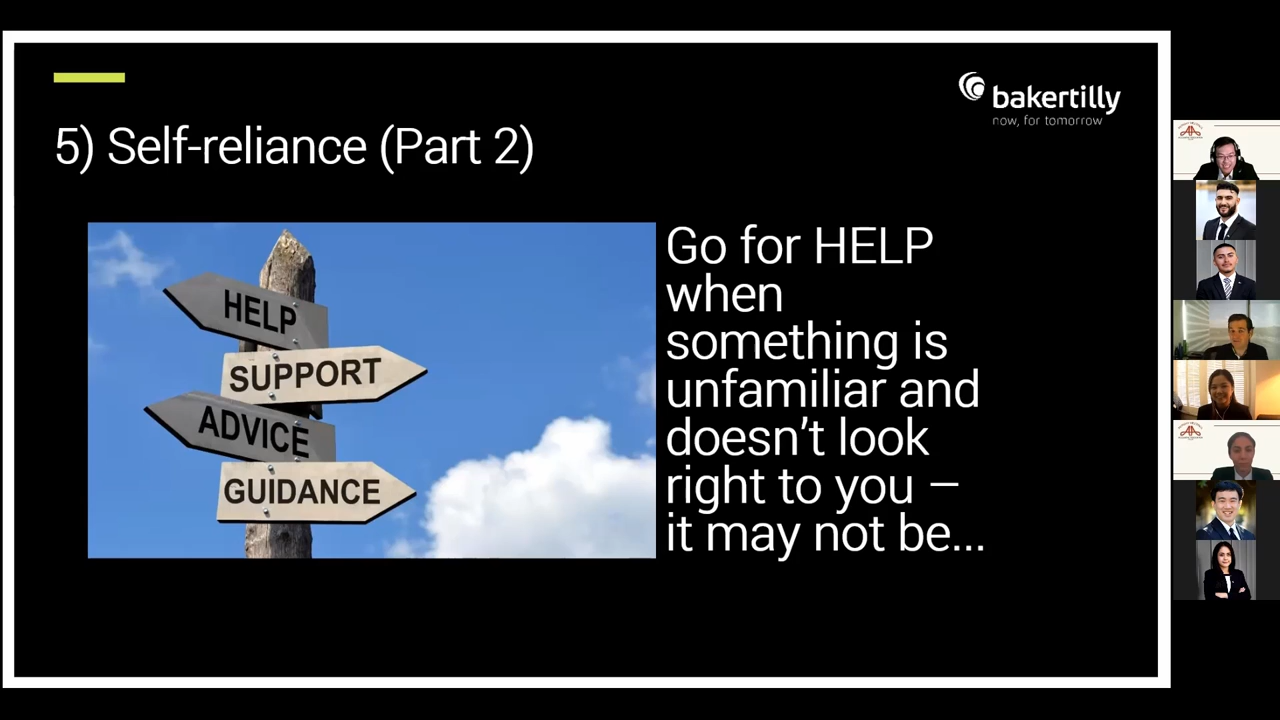 bakertilly
now, for tomorrow
5) Self-reliance (Part 2)
HELP
SUPPORT
ADVICE
GUIDANCE
Go for HELP
when
something is
unfamiliar and
doesn’t look
right to you –
it may not be...